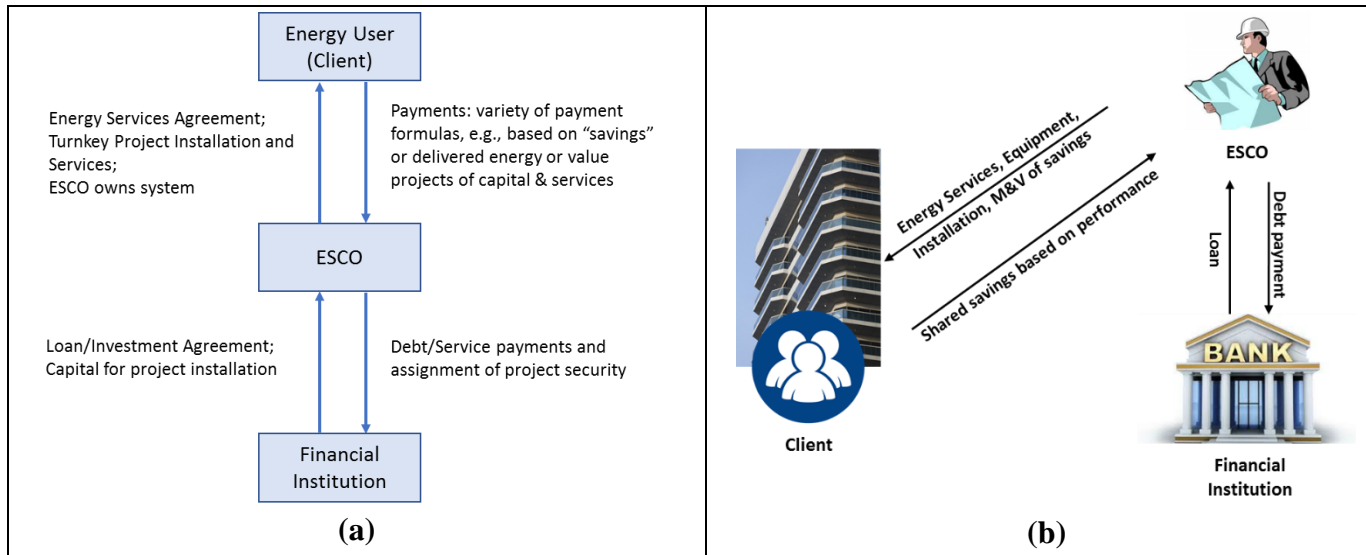 Energy User
(Client)
Energy Services Agreement;
Turnkey Project Installation and
Services;
ESCO owns system
Payments: variety of payment
formulas, e.g., based on “savings”
or delivered energy or value
projects of capital & services
ESCO
Loan/Investment Agreement;
Capital for project installation
Debt/Service payments and
assignment of project security
Financial
Institution
(a)
ESCO
Energy Services, Equipment,
Installation, M&V of savings
Shared savings based on performance
Loan
Debt payment
BANK
Client
Financial
Institution
(b)